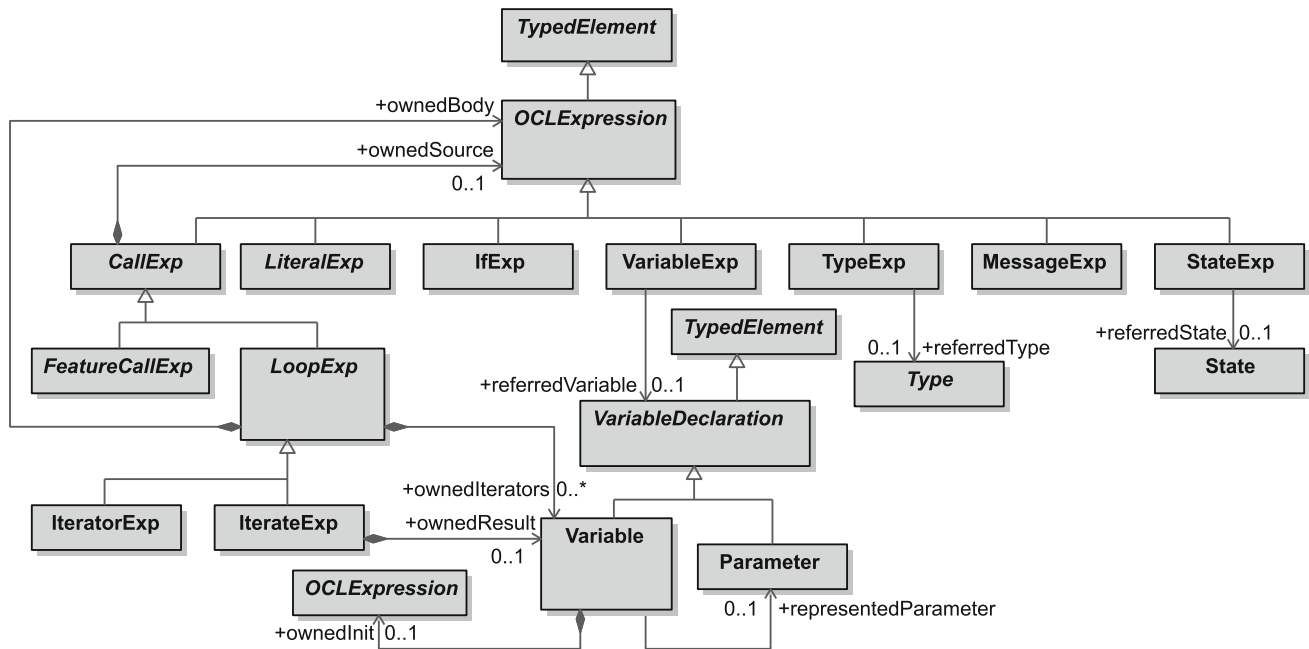 TypedElement
+ownedBody
OCLExpression
+ownedSource
0..1
CallExp
LiteralExp
IfExp
VariableExp
TypeExp
MessageExp
StateExp
TypedElement
+referredState 0..1
0..1 +referredType
FeatureCallExp
LoopExp
State
Type
+referredVariable 0..1
VariableDeclaration
+ownedIterators 0..*
IteratorExp
IterateExp
+ownedResult
0..1
Variable
Parameter
OCLExpression
0..1 +representedParameter
+ownedInit 0..1